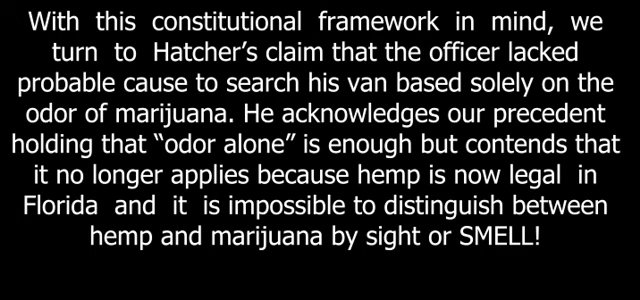 With this constitutional framework in mind, we
turn to Hatcher’s claim that the officer lacked
probable cause to search his van based solely on the
odor of marijuana. He acknowledges our precedent
holding that “odor alone” is enough but contends that
it no longer applies because hemp is now legal in
Florida and it is impossible to distinguish between
hemp and marijuana by sight or SMELL!